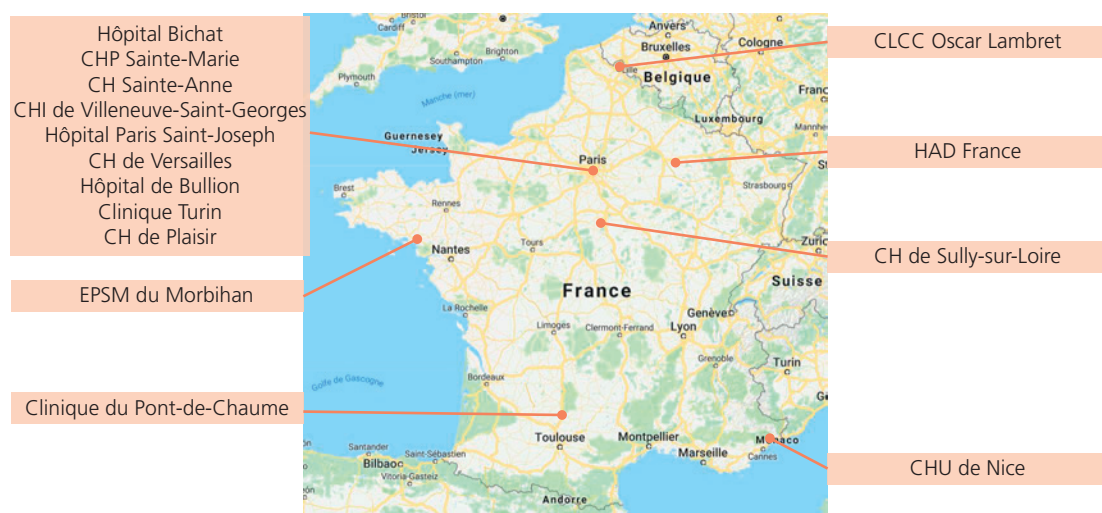 Hôpital Bichat
CHP Sainte-Marie
CH Sainte-Anne
CHI de Villeneuve-Saint-Georges
Hôpital Paris Saint-Joseph
CH de Versailles
Hôpital de Bullion
Clinique Turin
CH de Plaisir
EPSM du Morbihan
Clinique du Pont-de-Chaume
CLCC Oscar Lambret
HAD France
CH de Sully-sur-Loire
CHU de Nice
Bristol
Cardiff
Brighton
Southampton
Plymouth
Manche (mer)
Guernesey
Jersey
Anvers
Bruxelles
Cologne
Lille
Belgique
Luxembourg
Paris
Strasbourg
Brest
Rennes
Nantes
Tours
France
Suisse
La Rochelle
Limoges
Clermont-Ferrand
Lyon
Genève
Grenoble
Turin
Golfe de Gascogne
Bordeaux
Toulouse
Montpellier
Marseille
Cannes
Santander
Saint-Sébastien
Bilbao
Vitoria-Gasteiz
Andorre